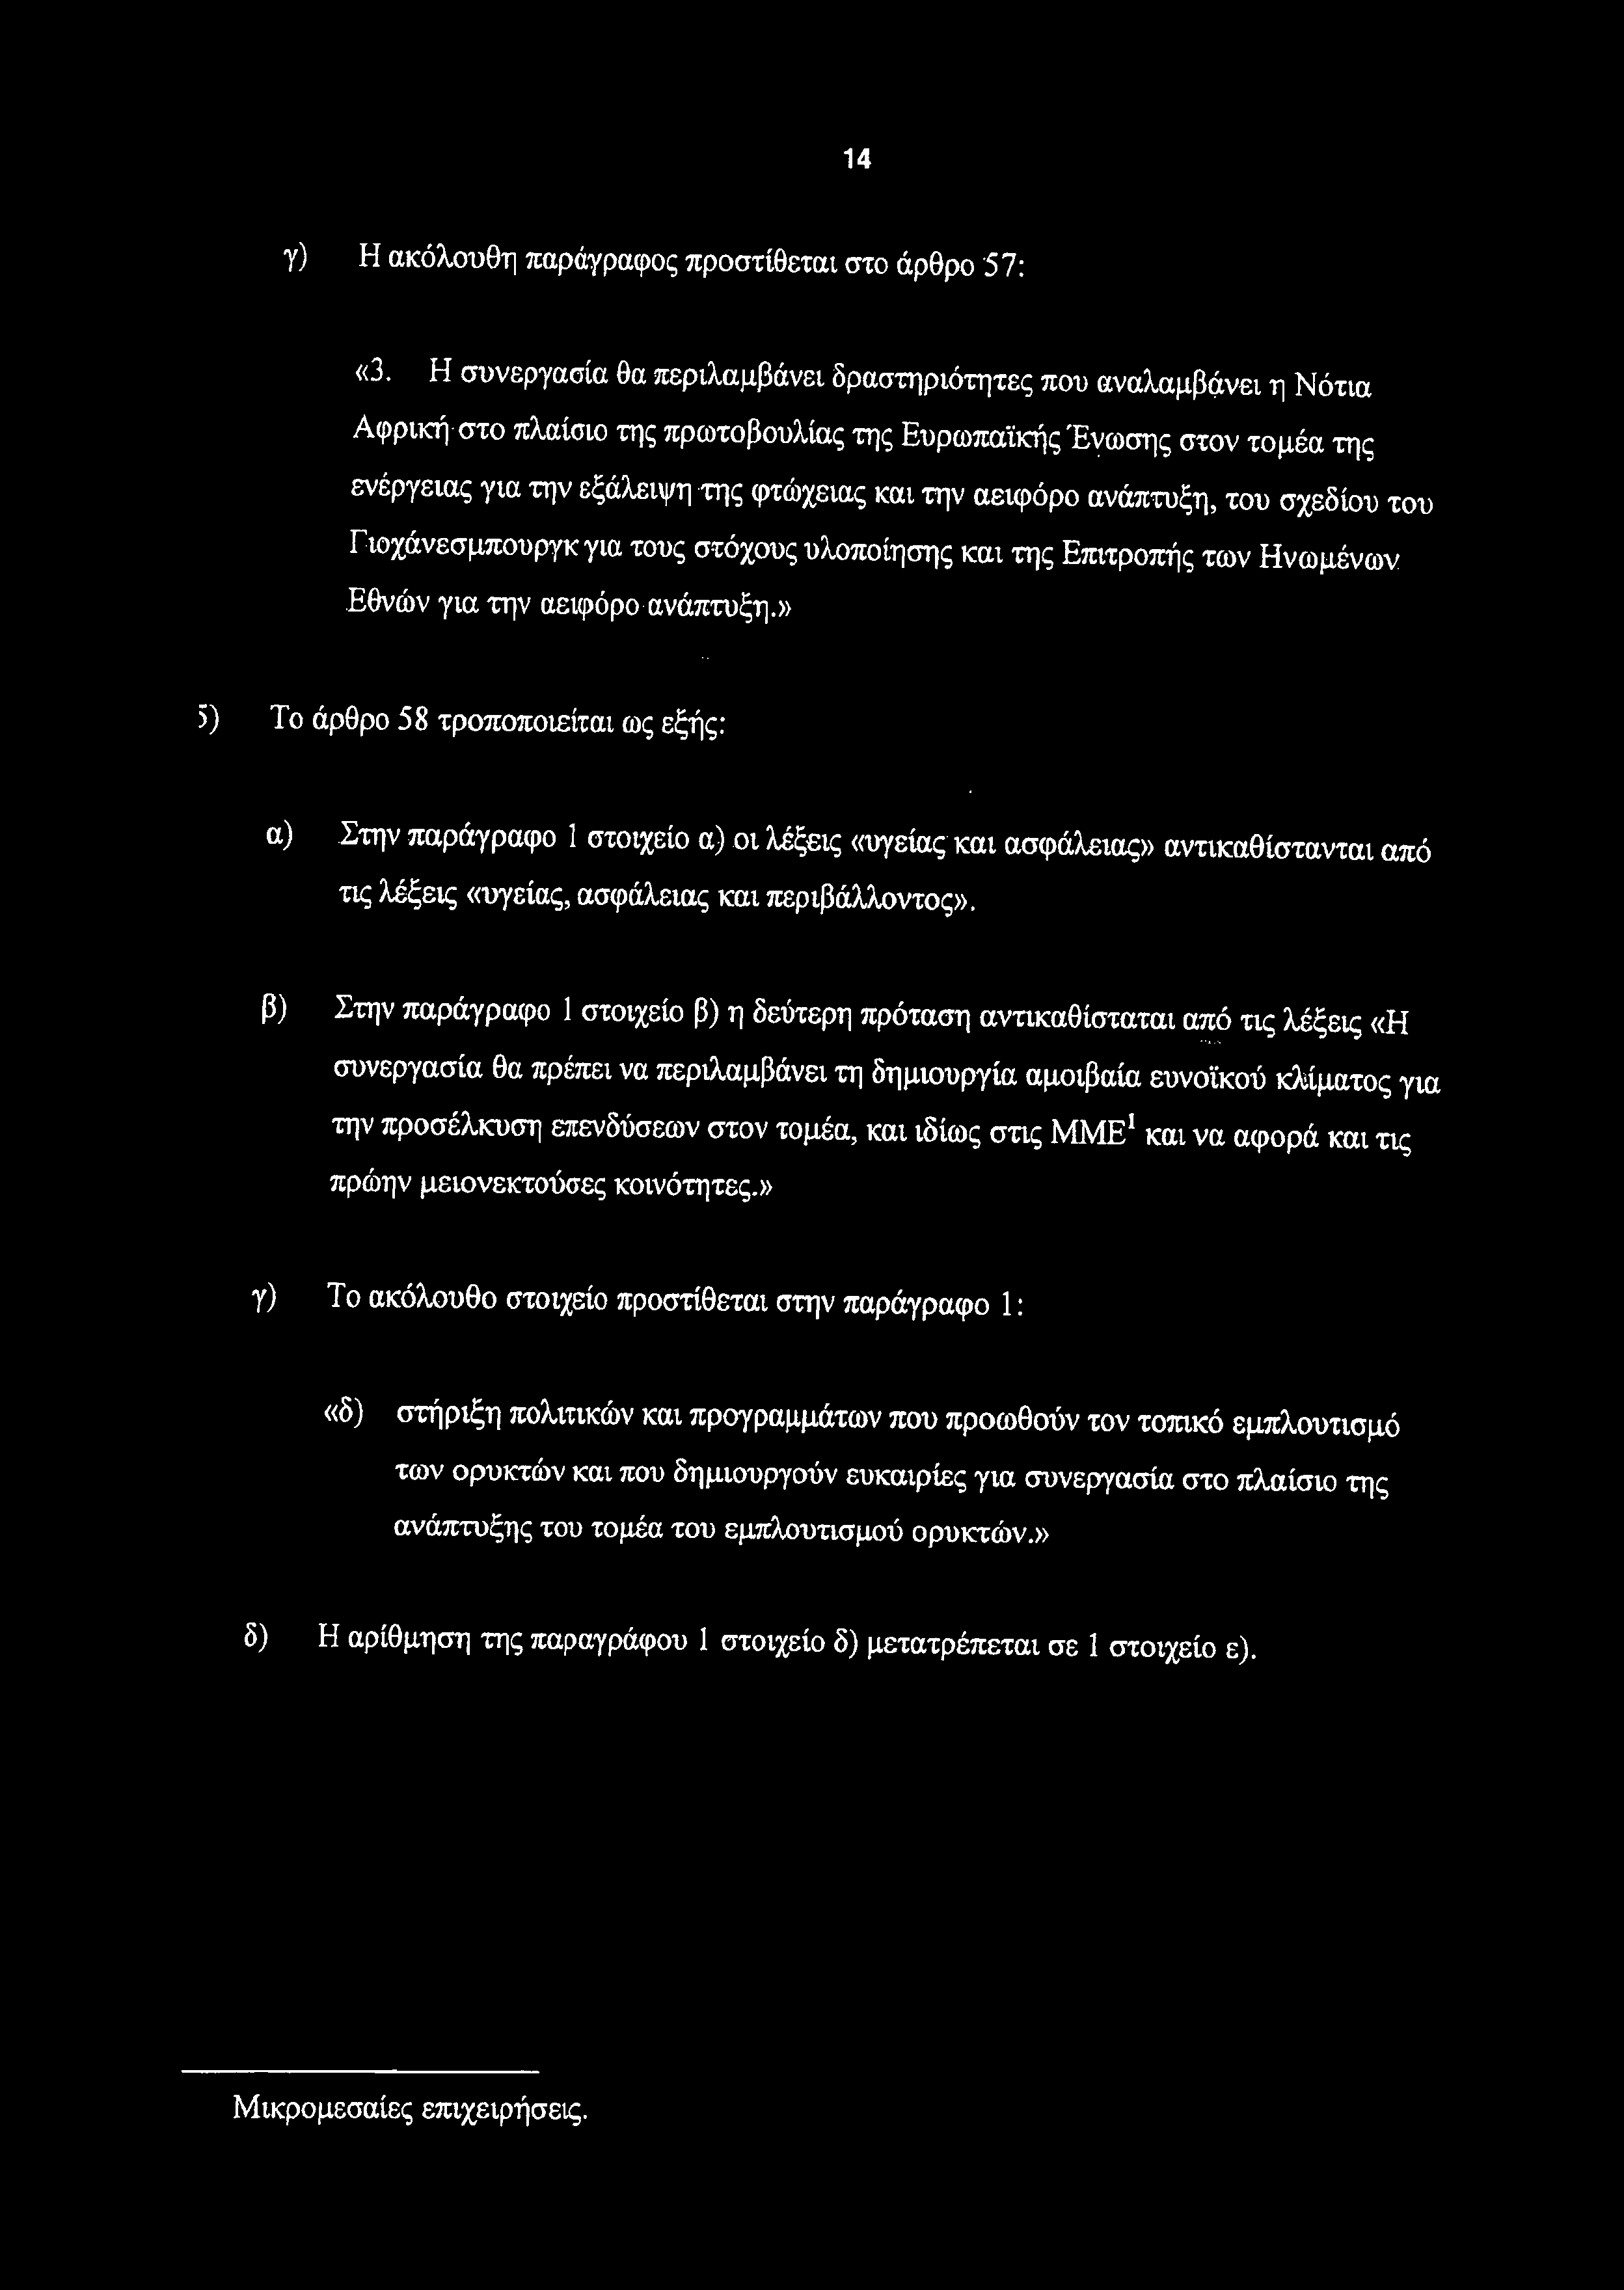 14
γ) Η ακόλουθη παράγραφος προστίθεται στο άρθρο 57:
«3. Η συνεργασία θα περιλαμβάνει δραστηριότητες που αναλαμβάνει η Νότια
Αφρική στο πλαίσιο της πρωτοβουλίας της Ευρωπαϊκής Ένωσης στον τομέα της
ενέργειας για την εξάλειψη της φτώχειας και την αειφόρο ανάπτυξη, του σχεδίου του
Γιοχάνεσμπουργκ για τους στόχους υλοποίησης και της Επιτροπής των Ηνωμένων
Εθνών για την αειφόρο ανάπτυξη.»
5) Το άρθρο 58 τροποποιείται ως εξής:
α) Στην παράγραφο 1 στοιχείο α) οι λέξεις «υγείας και ασφάλειας» αντικαθίστανται από
τις λέξεις «υγείας, ασφάλειας και περιβάλλοντος».
β) Στην παράγραφο 1 στοιχείο β) η δεύτερη πρόταση αντικαθίσταται από τις λέξεις «Η
συνεργασία θα πρέπει να περιλαμβάνει τη δημιουργία αμοιβαία ευνοϊκού κλίματος για
την προσέλκυση επενδύσεων στον τομέα, και ιδίως στις ΜΜΕ¹ και να αφορά και τις
πρώην μειονεκτούσες κοινότητες.»
γ) Το ακόλουθο στοιχείο προστίθεται στην παράγραφο 1:
«δ) στήριξη πολιτικών και προγραμμάτων που προωθούν τον τοπικό εμπλουτισμό
των ορυκτών και που δημιουργούν ευκαιρίες για συνεργασία στο πλαίσιο της
ανάπτυξης του τομέα του εμπλουτισμού ορυκτών.»
δ) Η αρίθμηση της παραγράφου 1 στοιχείο δ) μετατρέπεται σε 1 στοιχείο ε).
Μικρομεσαίες επιχειρήσεις.